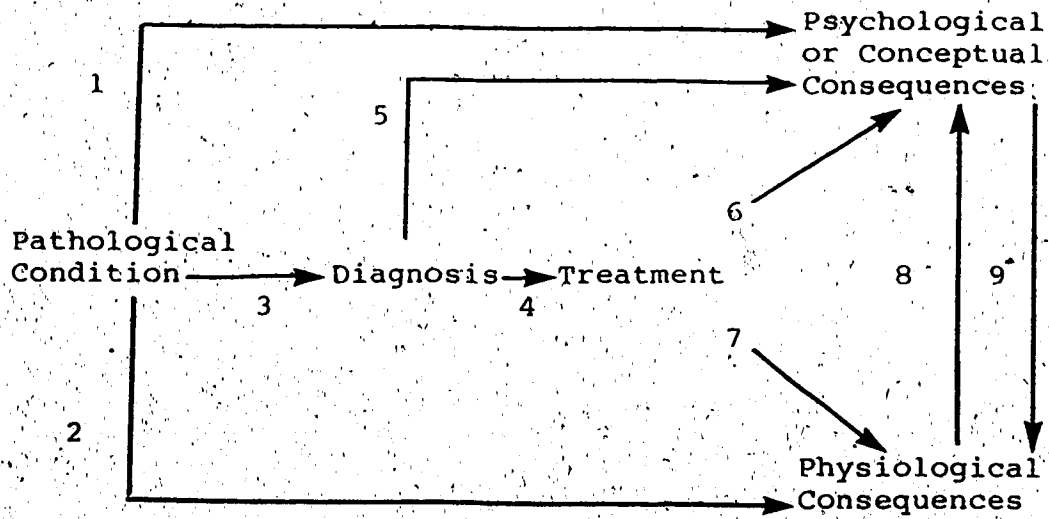 Psychological
or Conceptual
Consequences
1
5
6
Pathological
Condition
Diagnosis
Treatment
3
4
8
9
7
2
Physiological
Consequences